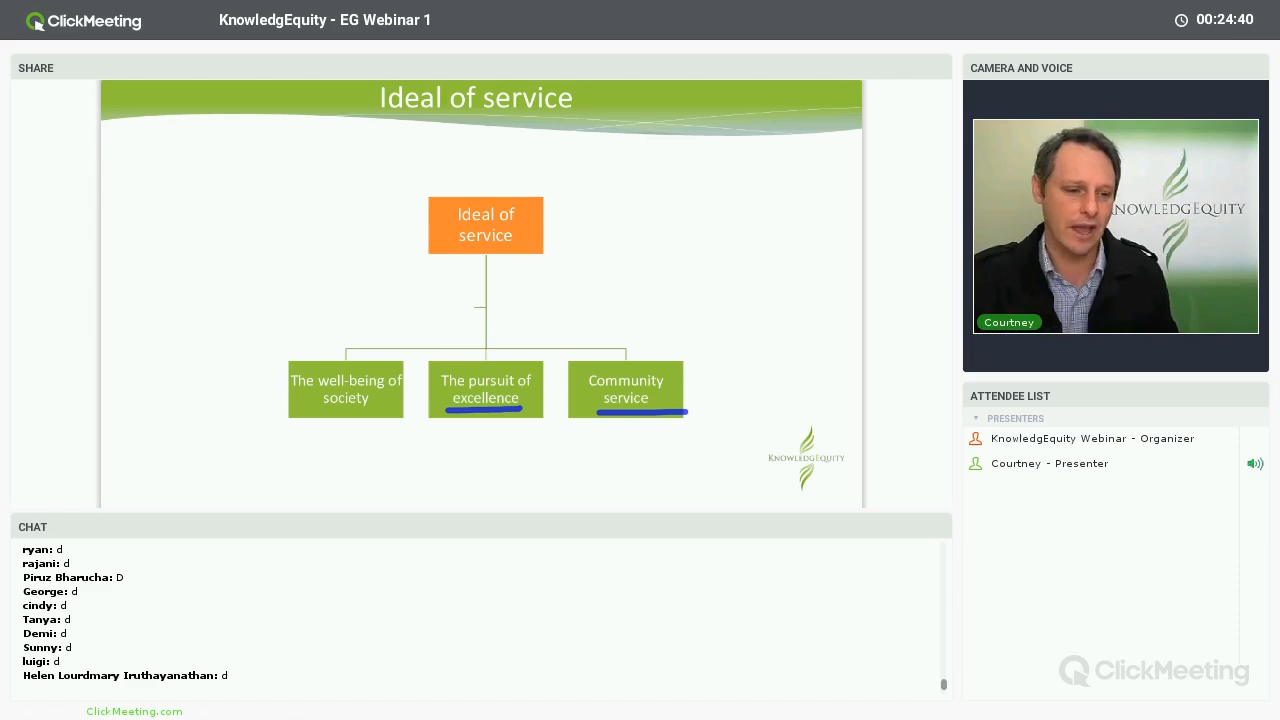 ClickMeeting
KnowledgEquity - EG Webinar 1
00:24:40
SHARE
Ideal of service
Ideal of
service
The well-being of
society
The pursuit of
excellence
Community
service
KNOWLEDGEQUITY
CAMERA AND VOICE
NOWLEDGEQUITY
Courtney
ATTENDEE LIST
PRESENTERS
KnowledgEquity Webinar - Organizer
Courtney - Presenter
CHAT
ryan: d
rajani: d
Piruz Bharucha: D
George: d
cindy: d
Tanya: d
Demi: d
Sunny: d
luigi: d
Helen Lourdmary Iruthayanathan: d
ClickMeeting
ClickMeeting.com